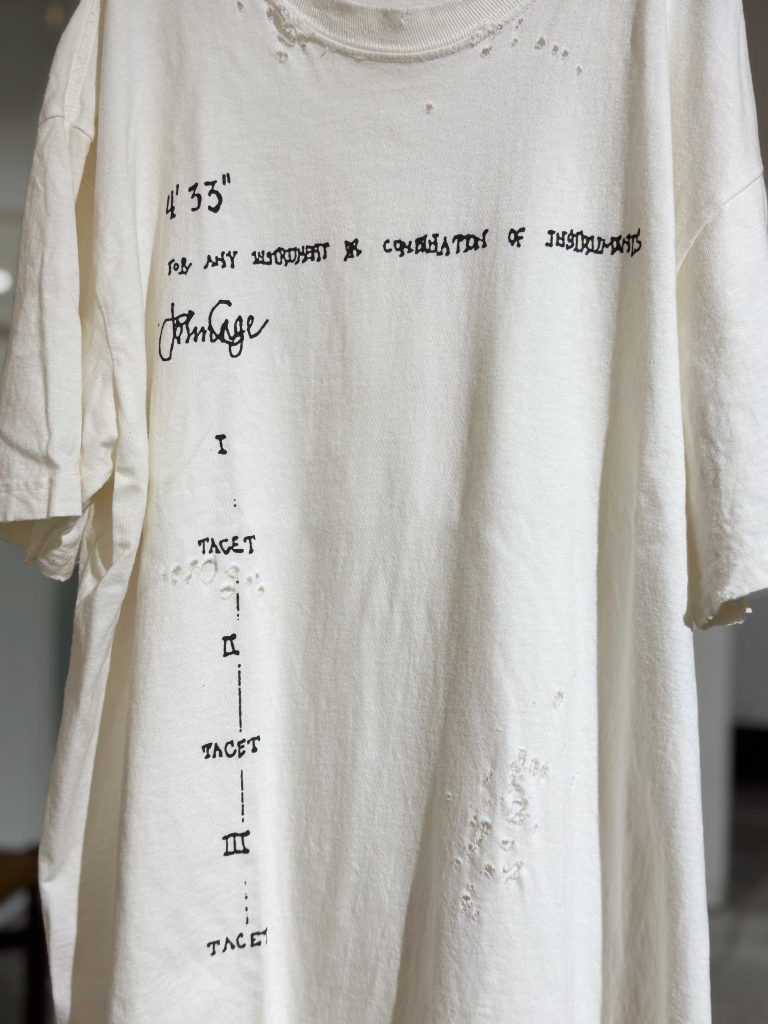 4' 33"
FOR ANY INSTRUMENT OR COMBINATION OF INSTRUMENTS
John Cage
I
TACET
II
TACET
III
TACET